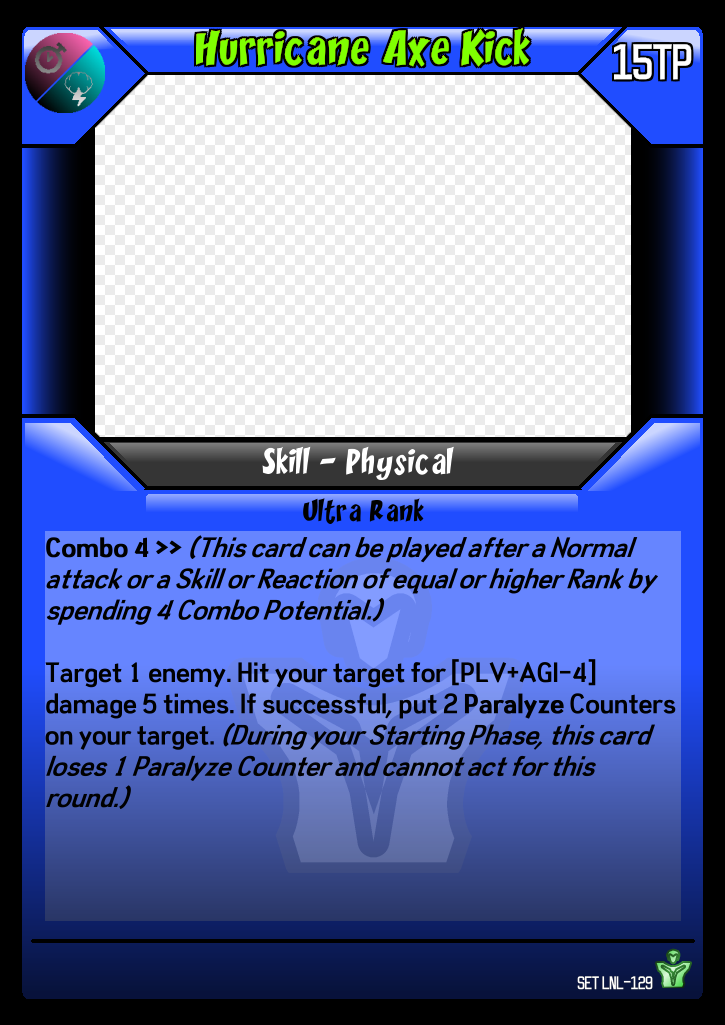 Hurricane Axe Kick
15TP
Skill - Physical
Ultra Rank
Combo 4 >> (This card can be played after a Normal
attack or a Skill or Reaction of equal or higher Rank by
spending 4 Combo Potential.)
Target 1 enemy. Hit your target for [PLV+AGI-4]
damage 5 times. If successful, put 2 Paralyze Counters
on your target. (During your Starting Phase, this card
loses 1 Paralyze Counter and cannot act for this
round.)
SET LNL-129